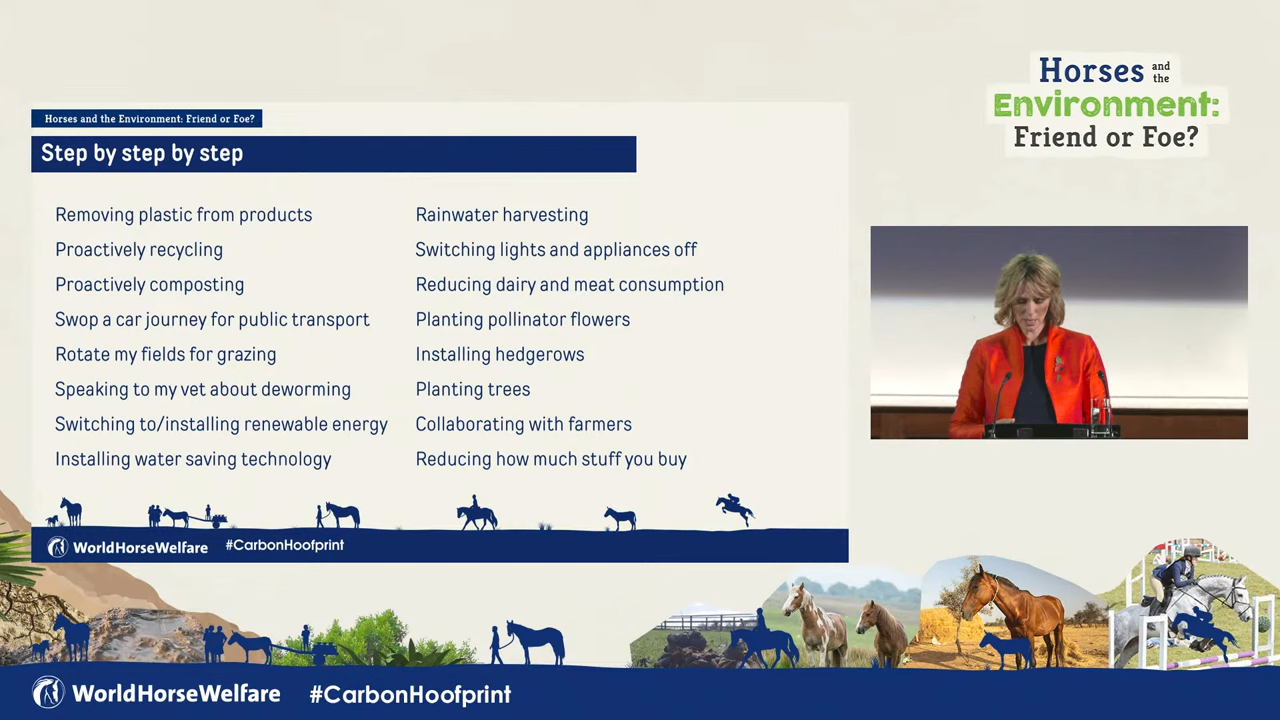 Horses and the
Environment:
Friend or Foe?
Horses and the Environment: Friend or Foe?
Step by step by step
Removing plastic from products
Proactively recycling
Proactively composting
Swop a car journey for public transport
Rotate my fields for grazing
Speaking to my vet about deworming
Switching to/installing renewable energy
Installing water saving technology
Rainwater harvesting
Switching lights and appliances off
Reducing dairy and meat consumption
Planting pollinator flowers
Installing hedgerows
Planting trees
Collaborating with farmers
Reducing how much stuff you buy
WorldHorseWelfare #CarbonHoofprint
WorldHorseWelfare #CarbonHoofprint